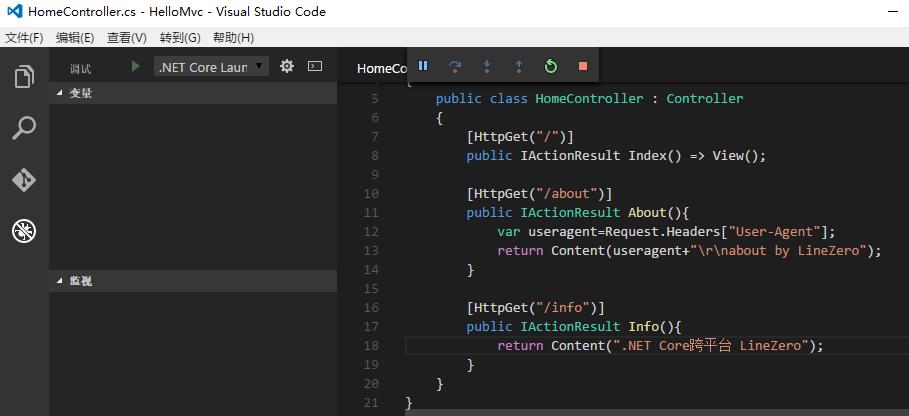 HomeController.cs - HelloMvc - Visual Studio Code
文件(F) 编辑(E) 查看(V) 转到(G) 帮助(H)
调试 .NET Core Laun
变量
监视
HomeCo
5 public class HomeController : Controller
6 {
7 [HttpGet("/")]
8 public IActionResult Index() => View();
9
10 [HttpGet("/about")]
11 public IActionResult About(){
12 var useragent=Request.Headers["User-Agent"];
13 return Content(useragent+"\r\nabout by LineZero");
14 }
15
16 [HttpGet("/info")]
17 public IActionResult Info(){
18 return Content(".NET Core跨平台 LineZero");
19 }
20 }
21 }